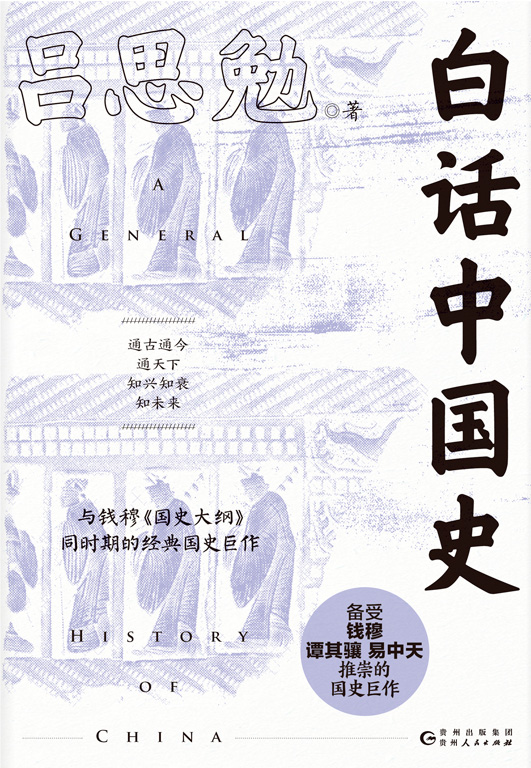 吕思勉◎著
白话中国史
A
GENERAL
通古通今
通天下
知兴知衰
知未来
与钱穆《国史大纲》
同时期的经典国史巨作
备受
钱穆
谭其骧 易中天
推崇的
国史巨作
HISTORY
OF
CHINA
贵州出版集团
贵州人民出版社